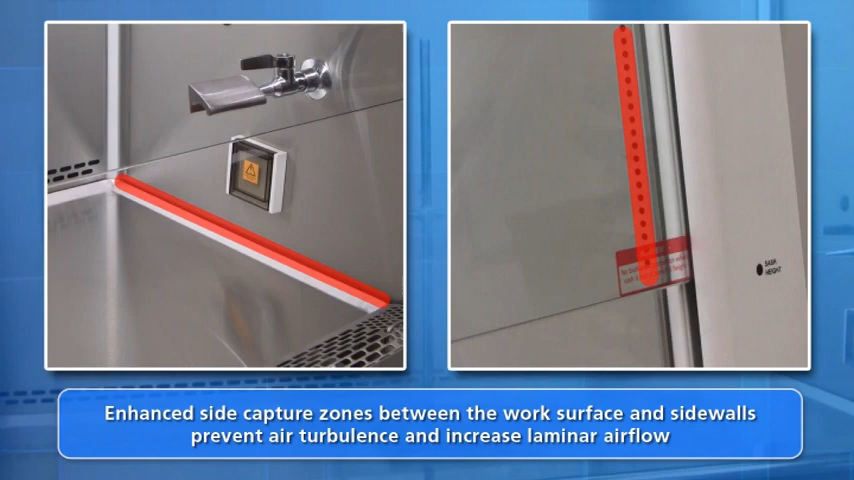 SASH
HEIGHT
Enhanced side capture zones between the work surface and sidewalls
prevent air turbulence and increase laminar airflow